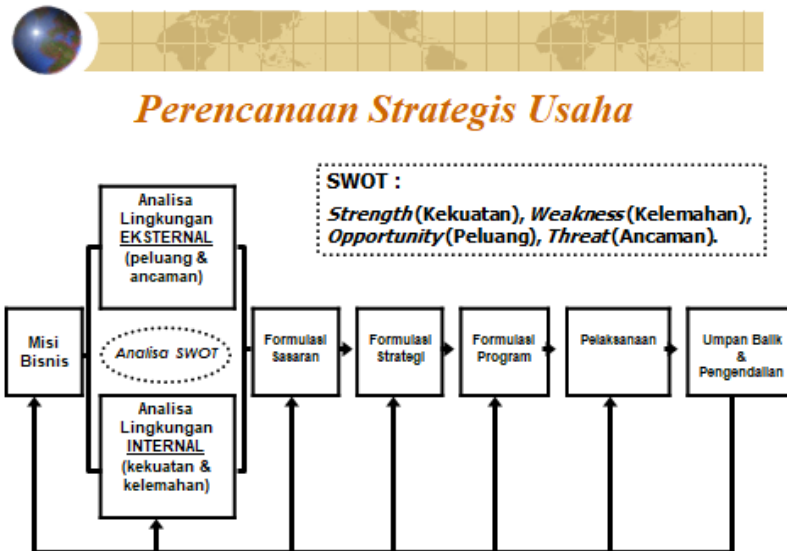 Perencanaan Strategis Usaha
SWOT :
Strength (Kekuatan), Weakness (Kelemahan),
Opportunity (Peluang), Threat (Ancaman).
Analisa
Lingkungan
EKSTERNAL
(peluang &
ancaman)
Misi
Bisnis
Analisa SWOT
Analisa
Lingkungan
INTERNAL
(kekuatan &
kelemahan)
Formulasi
Sasaran
Formulasi
Strategi
Formulasi
Program
Pelaksanaan
Umpan Balik
&
Pengendalian